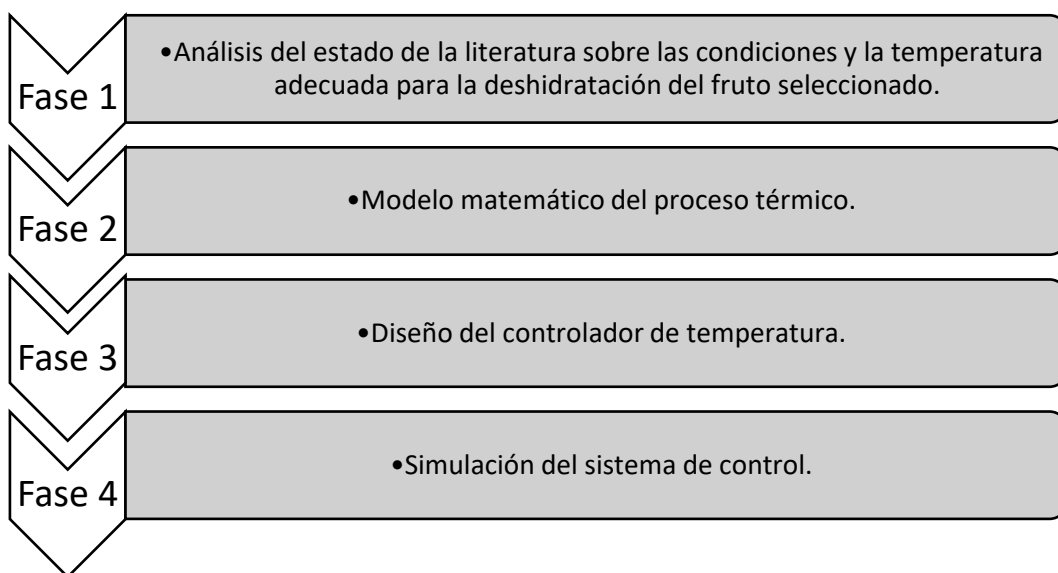 Fase 1
•Análisis del estado de la literatura sobre las condiciones y la temperatura
adecuada para la deshidratación del fruto seleccionado.
Fase 2
•Modelo matemático del proceso térmico.
Fase 3
•Diseño del controlador de temperatura.
Fase 4
•Simulación del sistema de control.